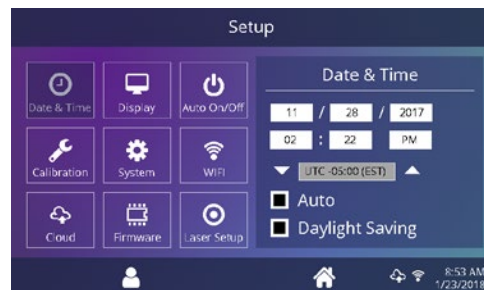 Setup
Date & Time
Display
Auto On/Off
Calibration
System
WIFI
Cloud
Firmware
Laser Setup
Date & Time
11 / 28 / 2017
02 : 22 PM
UTC -05:00 (EST)
Auto
Daylight Saving
8:53 AM
1/23/2018